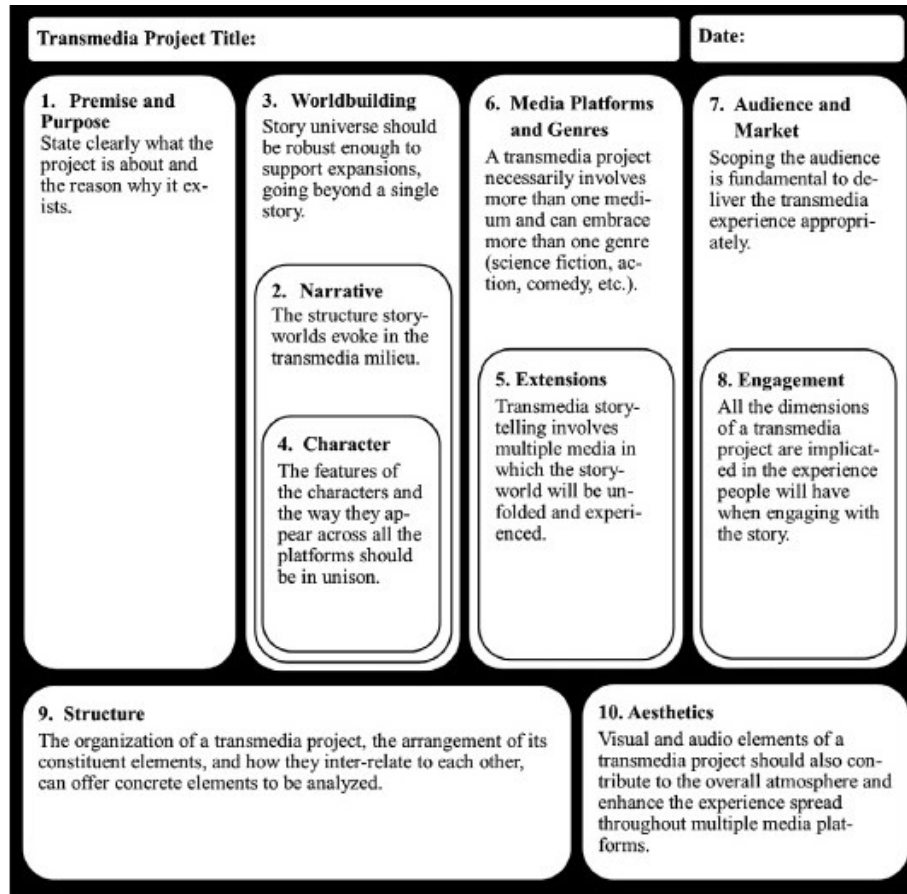 Transmedia Project Title:
Date:
1. Premise and
Purpose
State clearly what the
project is about and
the reason why it ex-
ists.
3. Worldbuilding
Story universe should
be robust enough to
support expansions,
going beyond a single
story.
2. Narrative
The structure story-
worlds evoke in the
transmedia milieu.
4. Character
The features of
the characters and
the way they ap-
pear across all the
platforms should
be in unison.
6. Media Platforms
and Genres
A transmedia project
necessarily involves
more than one medi-
um and can embrace
more than one genre
(science fiction, ac-
tion, comedy, etc.).
5. Extensions
Transmedia story-
telling involves
multiple media in
which the story-
world will be un-
folded and experi-
enced.
7. Audience and
Market
Scoping the audience
is fundamental to de-
liver the transmedia
experience appropri-
ately.
8. Engagement
All the dimensions
of a transmedia
project are implicat-
ed in the experience
people will have
when engaging with
the story.
9. Structure
The organization of a transmedia project, the arrangement of its
constituent elements, and how they inter-relate to each other,
can offer concrete elements to be analyzed.
10. Aesthetics
Visual and audio elements of a
transmedia project should also con-
tribute to the overall atmosphere and
enhance the experience spread
throughout multiple media plat-
forms.